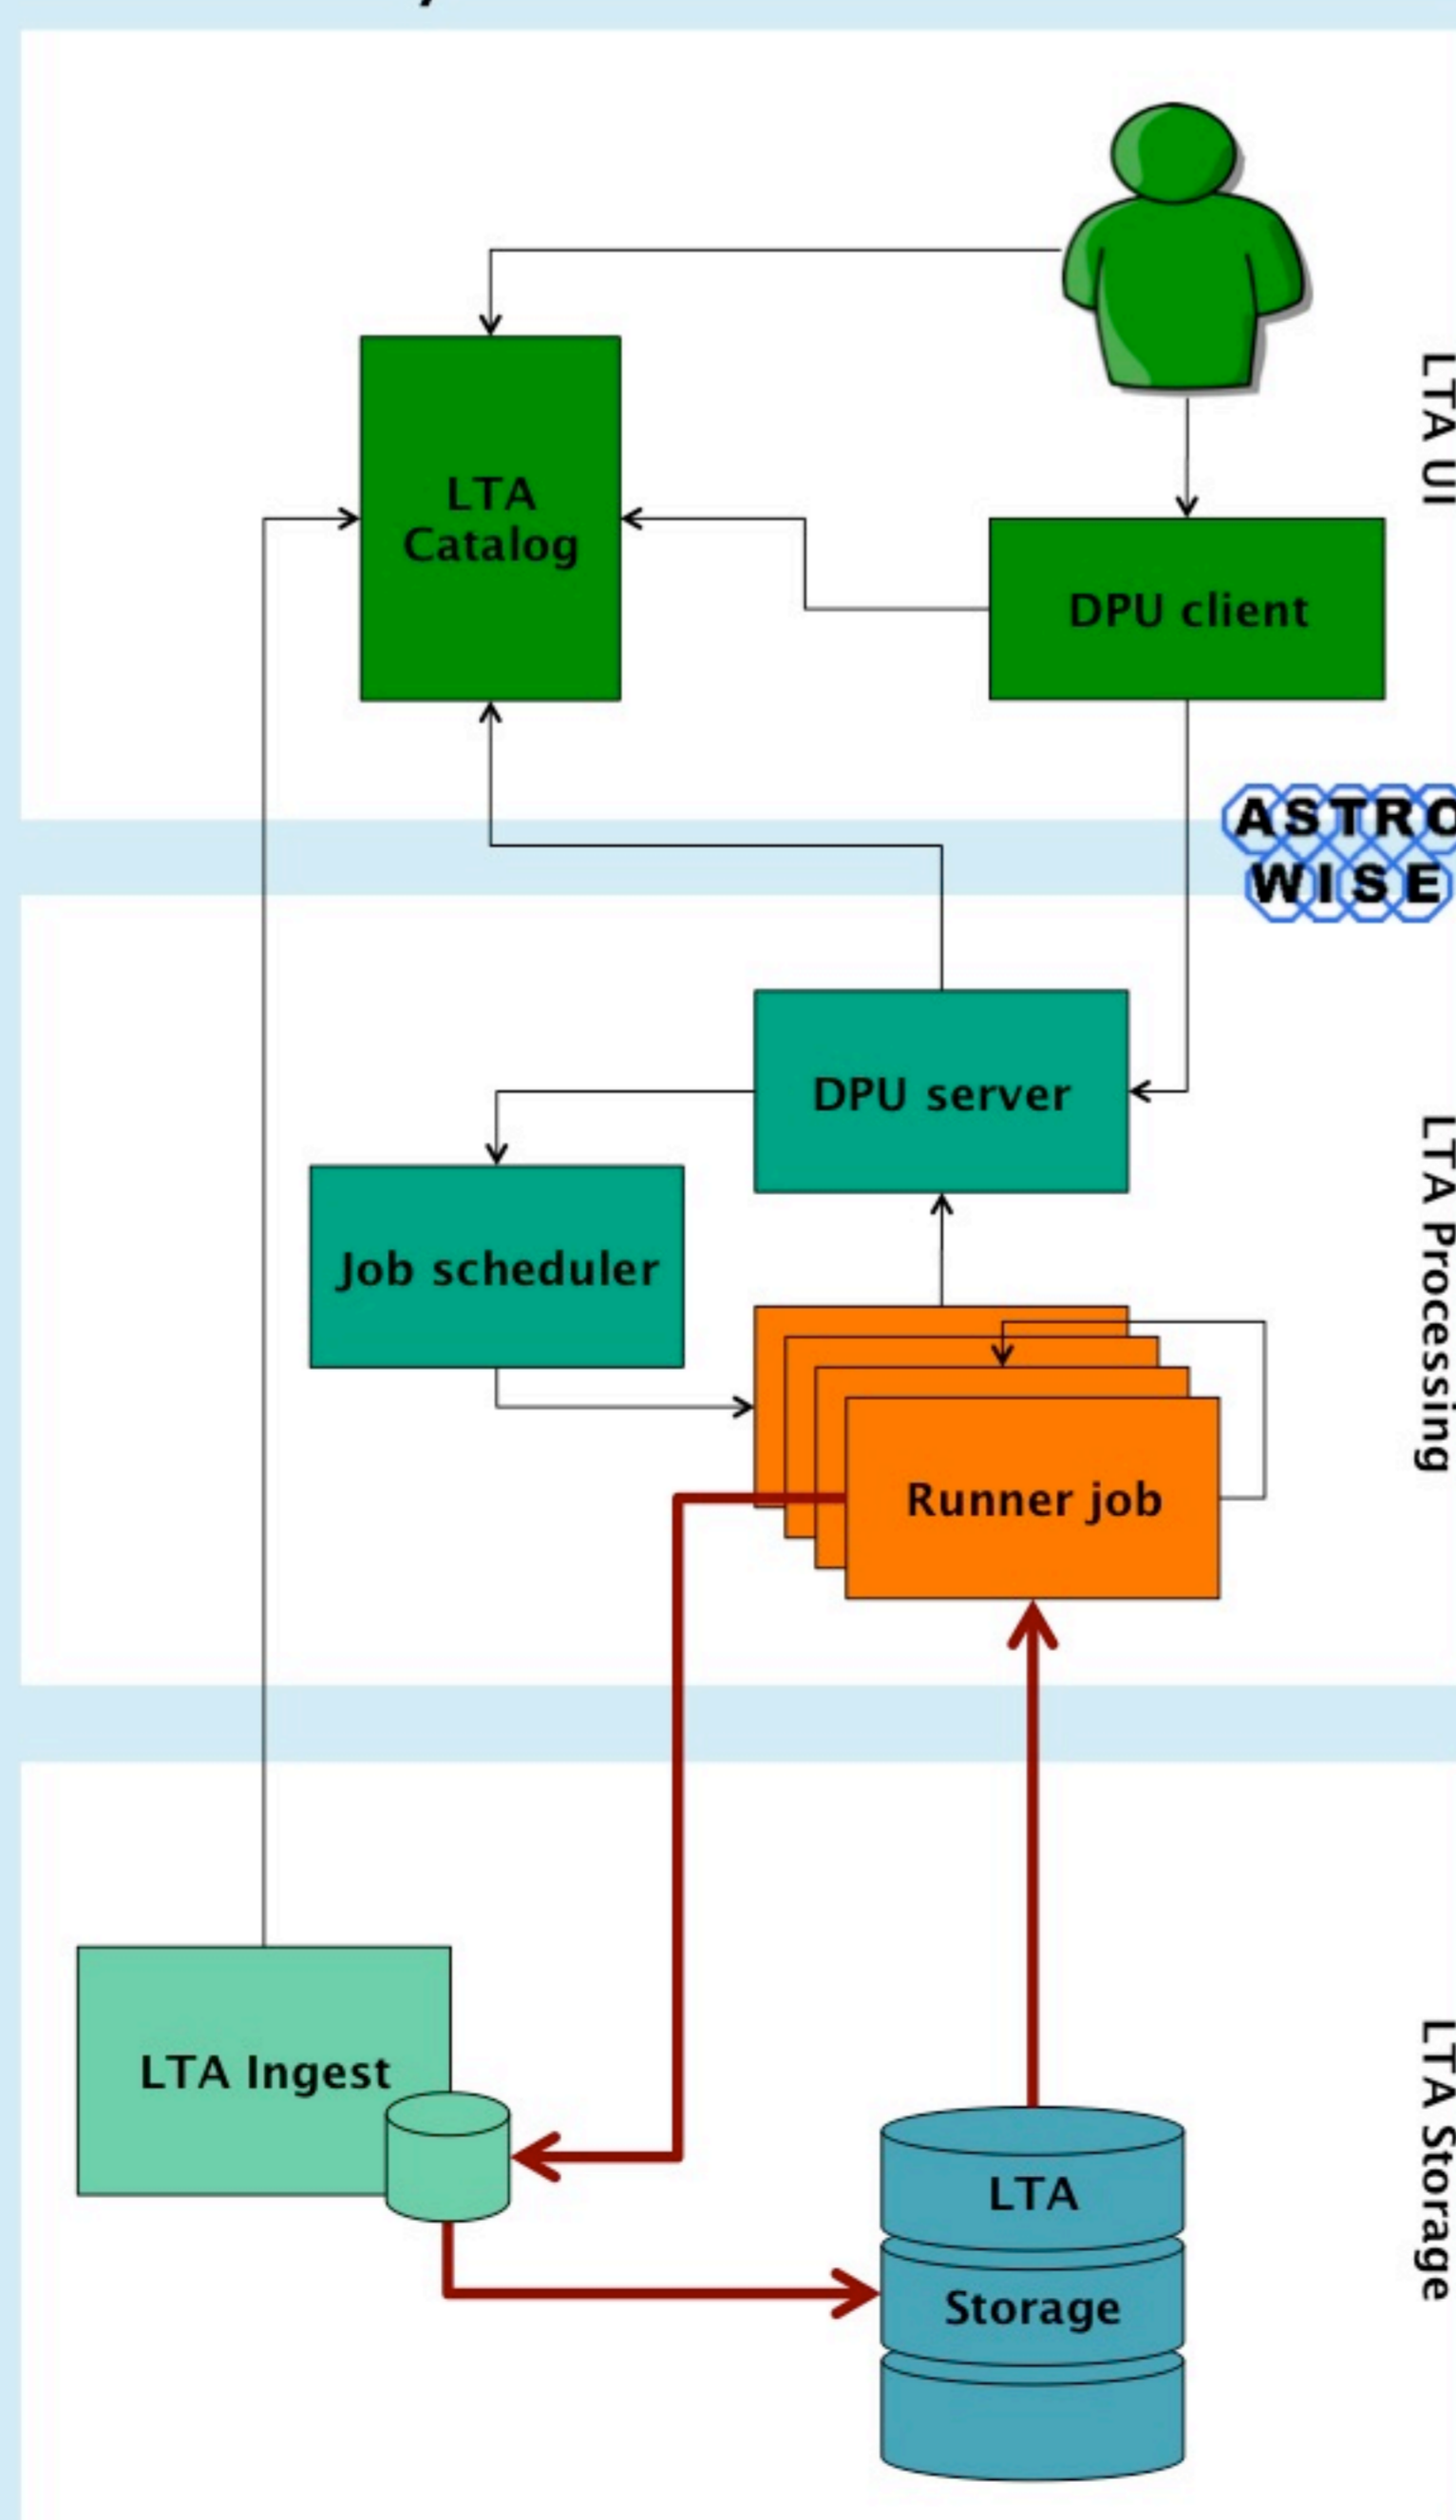 LTA UI
LTA
Catalog
DPU client
ASTRO
WISE
DPU server
LTA Processing
Job scheduler
Runner job
LTA Ingest
LTA Storage
LTA
Storage